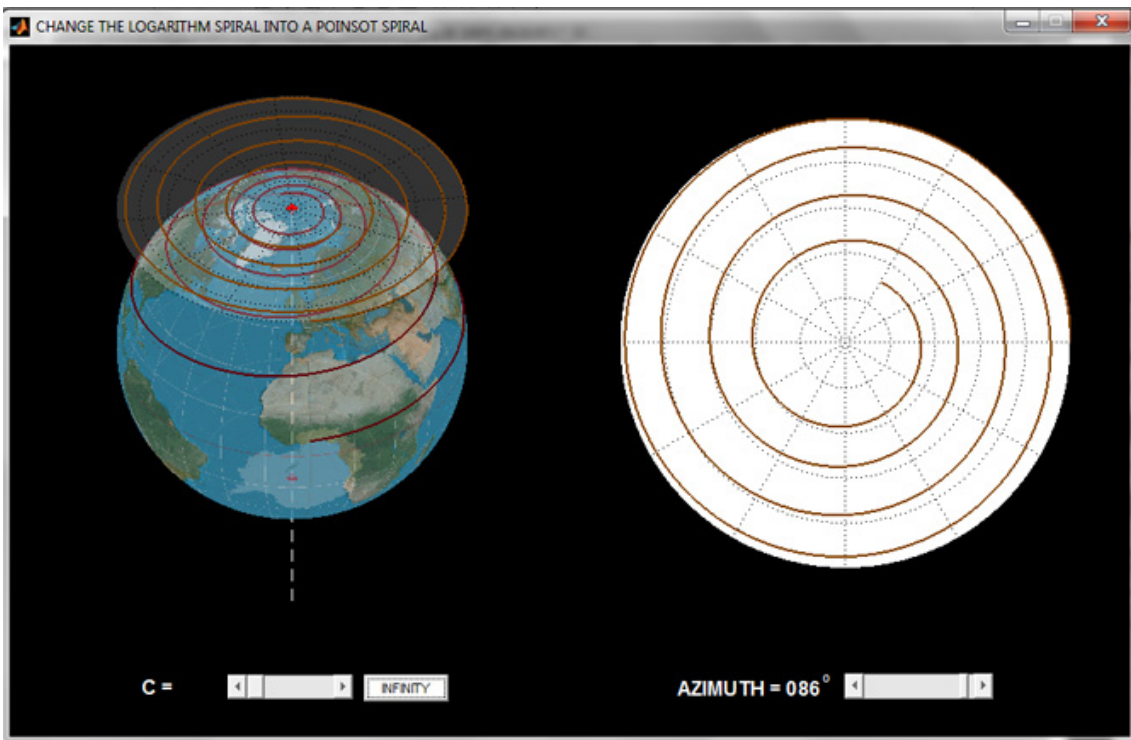 CHANGE THE LOGARITHM SPIRAL INTO A POINSOT SPIRAL
C =
INFINITY
AZIMUTH = 086°